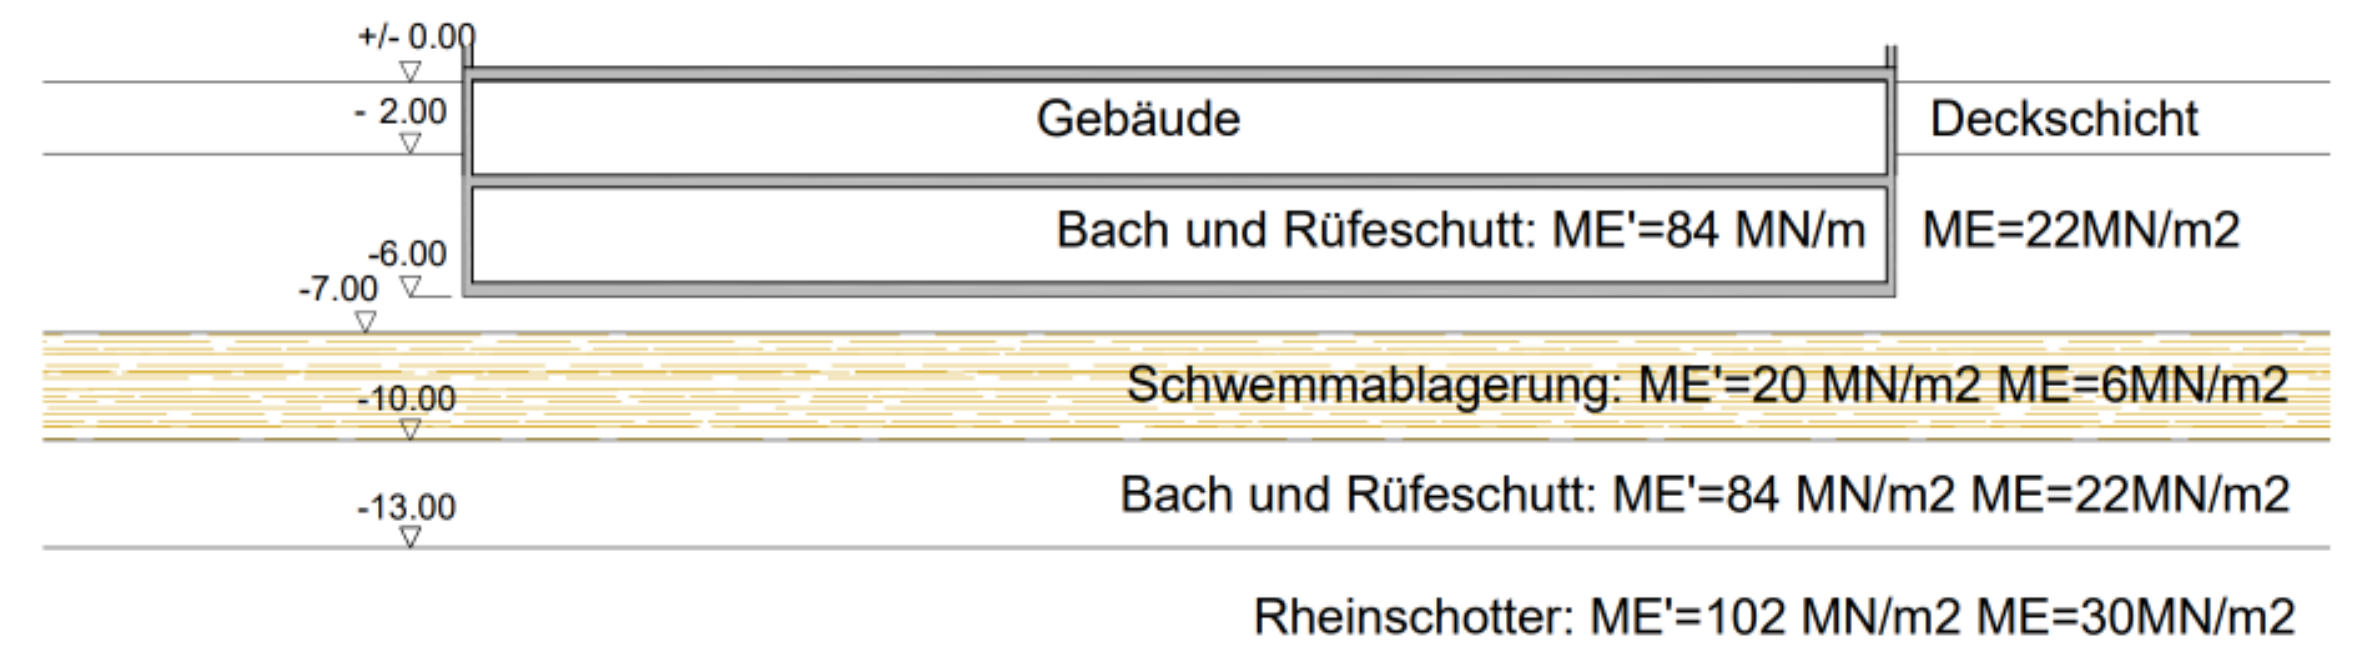 +/- 0.00
- 2.00
Gebäude
Deckschicht
Bach und Rüfeschutt: ME'=84 MN/m
ME=22MN/m2
-6.00
-7.00
Schwemmablagerung: ME'=20 MN/m2 ME=6MN/m2
-10.00
Bach und Rüfeschutt: ME'=84 MN/m2 ME=22MN/m2
-13.00
Rheinschotter: ME'=102 MN/m2 ME=30MN/m2